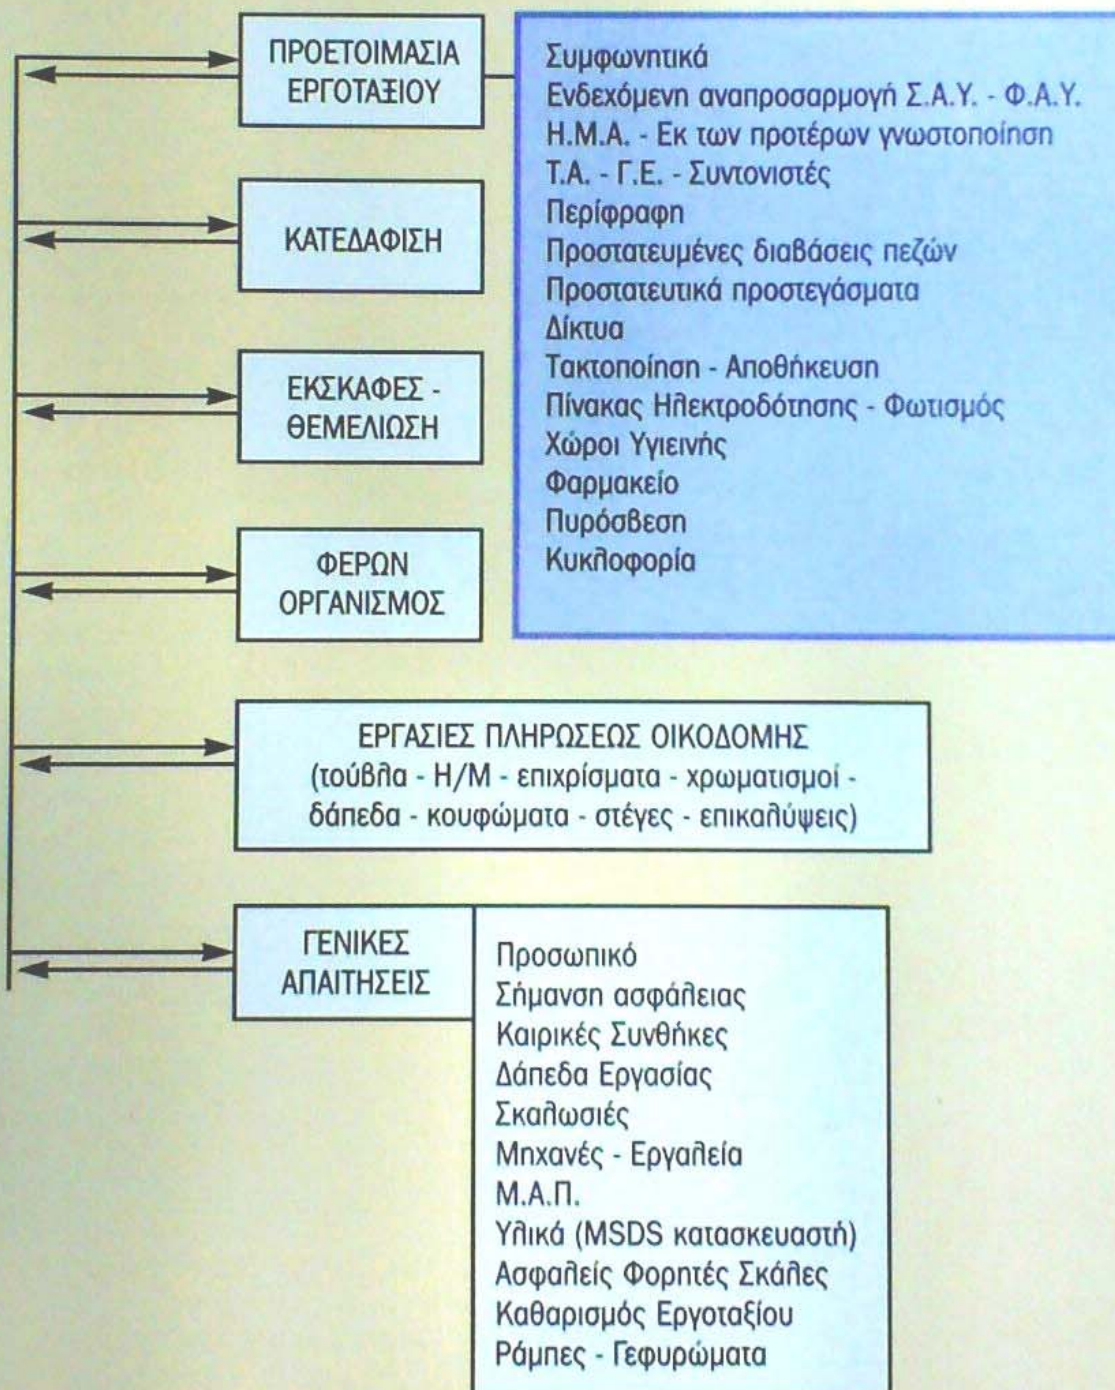 ΠΡΟΕΤΟΙΜΑΣΙΑ
ΕΡΓΟΤΑΞΙΟΥ
Συμφωνητικά
Ενδεχόμενη αναπροσαρμογή Σ.Α.Υ. - Φ.Α.Υ.
Η.Μ.Α. - Εκ των προτέρων γνωστοποίηση
Τ.Α. - Γ.Ε. - Συντονιστές
Περίφραφη
Προστατευμένες διαβάσεις πεζών
Προστατευτικά προστεγάσματα
Δίκτυα
Τακτοποίηση - Αποθήκευση
Πίνακας Ηλεκτροδότησης - Φωτισμός
Χώροι Υγιεινής
Φαρμακείο
Πυρόσβεση
Κυκλοφορία
ΚΑΤΕΔΑΦΙΣΗ
ΕΚΣΚΑΦΕΣ -
ΘΕΜΕΛΙΩΣΗ
ΦΕΡΩΝ
ΟΡΓΑΝΙΣΜΟΣ
ΕΡΓΑΣΙΕΣ ΠΛΗΡΩΣΕΩΣ ΟΙΚΟΔΟΜΗΣ
(τούβλα - Η/Μ - επιχρίσματα - χρωματισμοί -
δάπεδα - κουφώματα - στέγες - επικαλύψεις)
ΓΕΝΙΚΕΣ
ΑΠΑΙΤΗΣΕΙΣ
Προσωπικό
Σήμανση ασφάλειας
Καιρικές Συνθήκες
Δάπεδα Εργασίας
Σκαλωσιές
Μηχανές - Εργαλεία
Μ.Α.Π.
Υλικά (MSDS κατασκευαστή)
Ασφαλείς Φορητές Σκάλες
Καθαρισμός Εργοταξίου
Ράμπες - Γεφυρώματα